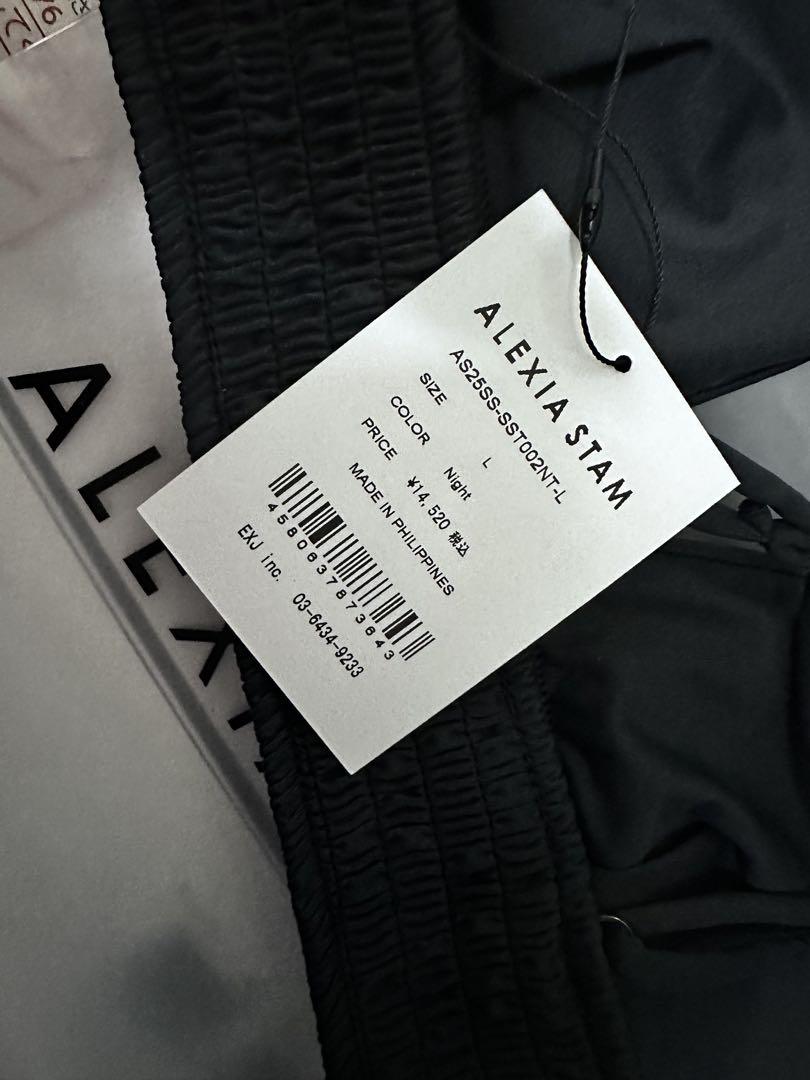 ALEXIA STAM
AS25SS-SST002NT-L
SIZE L
COLOR Night
PRICE ¥14,520 税込
MADE IN PHILIPPINES
4580637873643
EXJ inc. 03-6434-9233
ALEXI